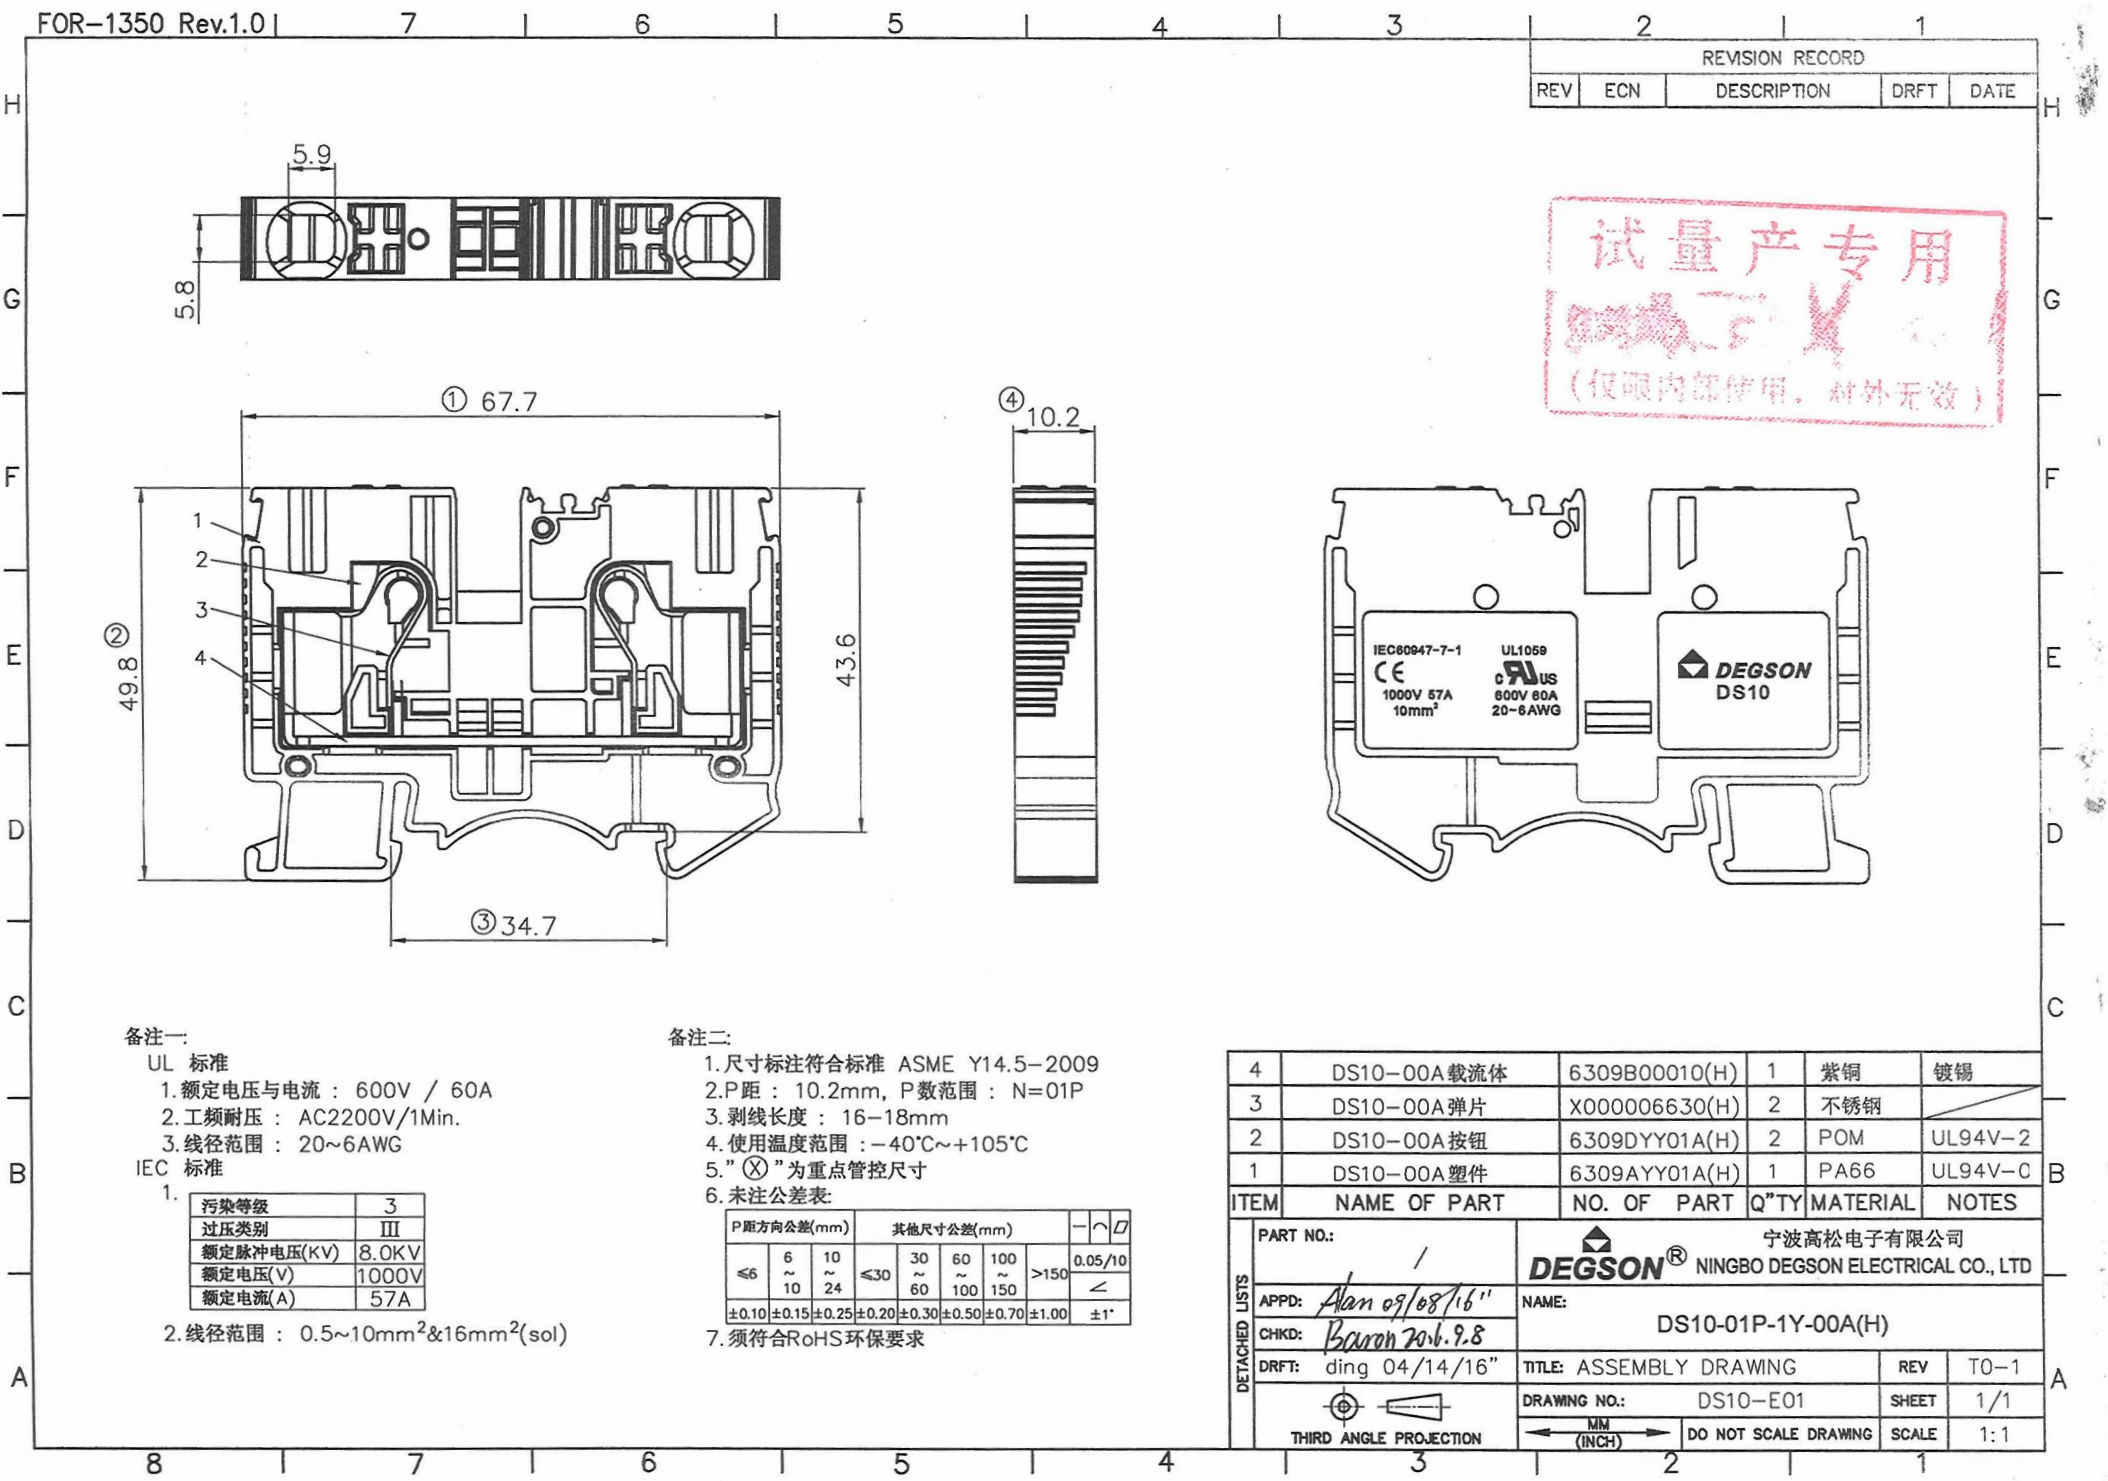 FOR-1350 Rev.1.0
7 6 5 4 3 2 1
REVISION RECORD
REV ECN DESCRIPTION DRFT DATE
H H
G G
F F
E E
D D
C C
B B
A A
5.9
5.8
试量产专用
(仅限内部使用，对外无效)
① 67.7
④ 10.2
② 49.8
43.6
③ 34.7
1
2
3
4
IEC60947-7-1
CE
1000V 57A
10mm²
UL1059
c RU US
600V 60A
20~6AWG
DEGSON
DS10
备注一:
UL 标准
1.额定电压与电流 : 600V / 60A
2.工频耐压 : AC2200V/1Min.
3.线径范围 : 20~6AWG
IEC 标准
1.
污染等级 3
过压类别 III
额定脉冲电压(KV) 8.0KV
额定电压(V) 1000V
额定电流(A) 57A
2.线径范围 : 0.5~10mm²&16mm²(sol)
备注二:
1.尺寸标注符合标准 ASME Y14.5-2009
2.P距 : 10.2mm, P数范围 : N=01P
3.剥线长度 : 16-18mm
4.使用温度范围 :-40℃~+105℃
5." Ⓧ "为重点管控尺寸
6.未注公差表:
P距方向公差(mm) 其他尺寸公差(mm)
≤6 6~10 10~24 ≤30 30~60 60~100 100~150 >150 0.05/10
∠
±0.10 ±0.15 ±0.25 ±0.20 ±0.30 ±0.50 ±0.70 ±1.00 ±1°
7.须符合RoHS环保要求
4 DS10-00A载流体 6309B00010(H) 1 紫铜 镀锡
3 DS10-00A弹片 X000006630(H) 2 不锈钢
2 DS10-00A按钮 6309DYY01A(H) 2 POM UL94V-2
1 DS10-00A塑件 6309AYY01A(H) 1 PA66 UL94V-0
ITEM NAME OF PART NO. OF PART Q"TY MATERIAL NOTES
DETACHED LISTS
PART NO.: /
DEGSON®
宁波高松电子有限公司
NINGBO DEGSON ELECTRICAL CO., LTD
APPD: Alan 09/08/16"
CHKD: Baron 2016.9.8
DRFT: ding 04/14/16"
NAME:
DS10-01P-1Y-00A(H)
TITLE: ASSEMBLY DRAWING REV T0-1
DRAWING NO.: DS10-E01 SHEET 1/1
THIRD ANGLE PROJECTION
MM
(INCH)
DO NOT SCALE DRAWING SCALE 1:1
8 7 6 5 4 3 2 1